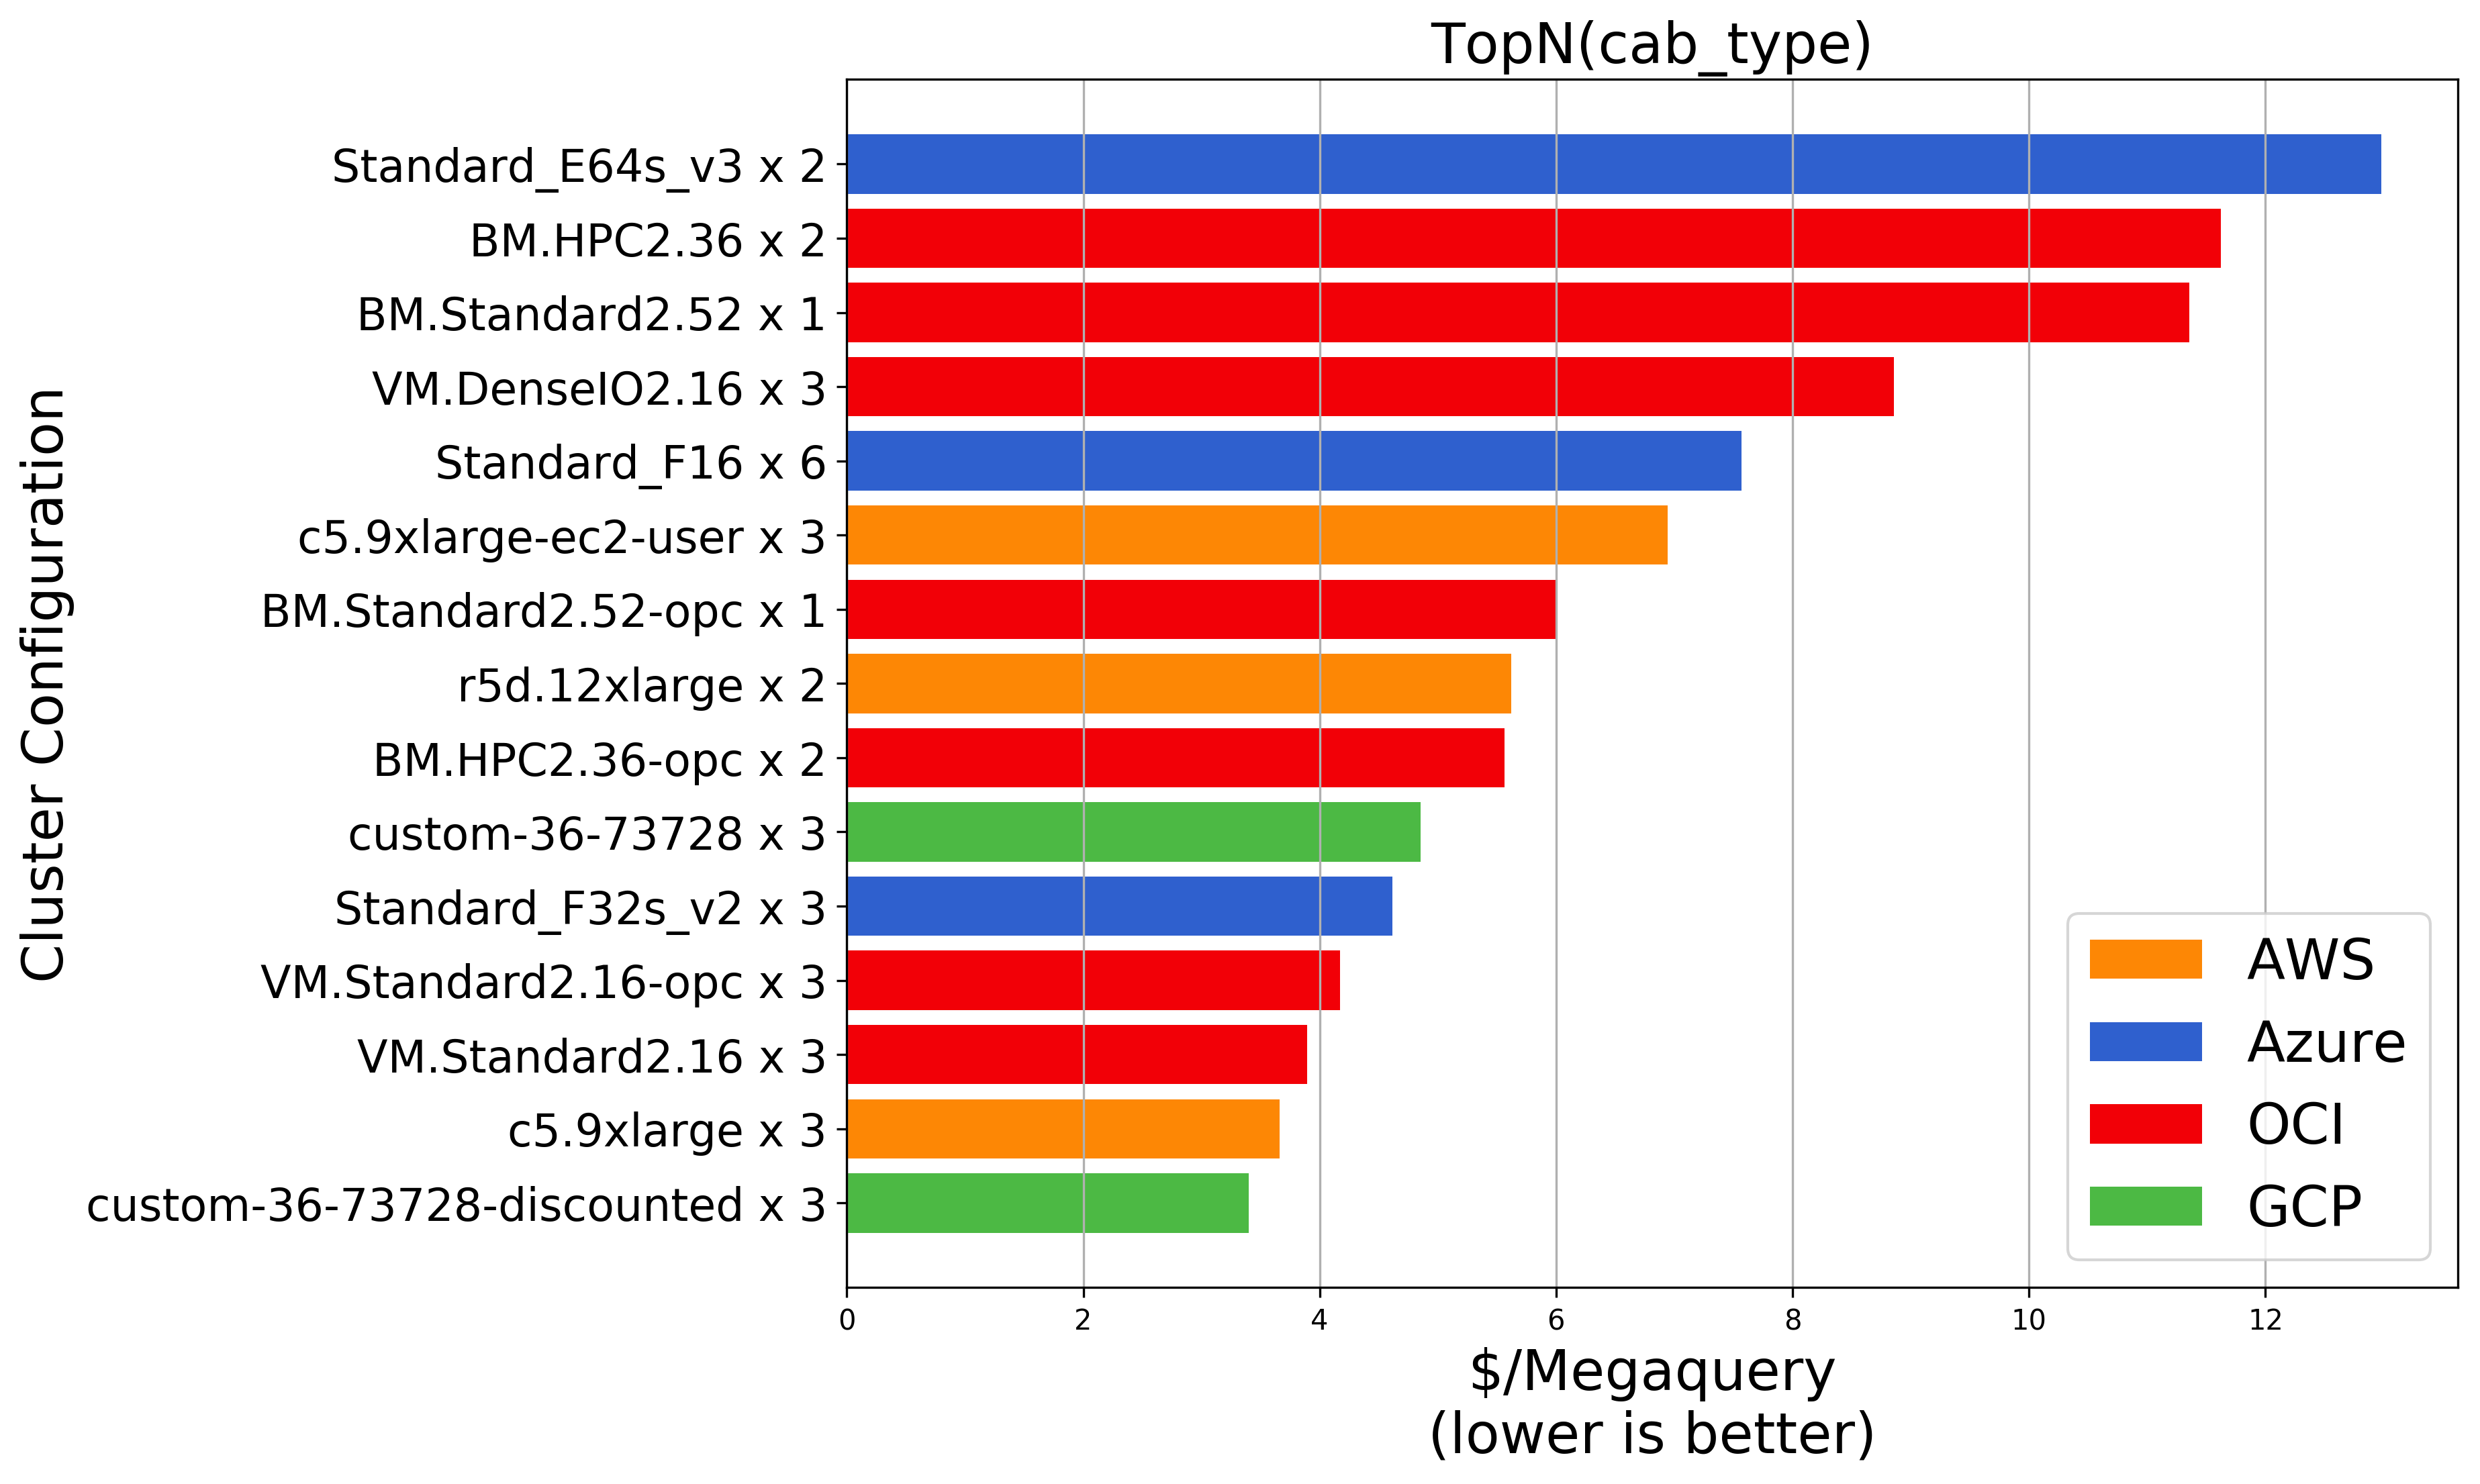 TopN(cab_type)
Cluster Configuration
Standard_E64s_v3 x 2
BM.HPC2.36 x 2
BM.Standard2.52 x 1
VM.DenseIO2.16 x 3
Standard_F16 x 6
c5.9xlarge-ec2-user x 3
BM.Standard2.52-opc x 1
r5d.12xlarge x 2
BM.HPC2.36-opc x 2
custom-36-73728 x 3
Standard_F32s_v2 x 3
VM.Standard2.16-opc x 3
VM.Standard2.16 x 3
c5.9xlarge x 3
custom-36-73728-discounted x 3
AWS
Azure
OCI
GCP
0 2 4 6 8 10 12
$/Megaquery
(lower is better)